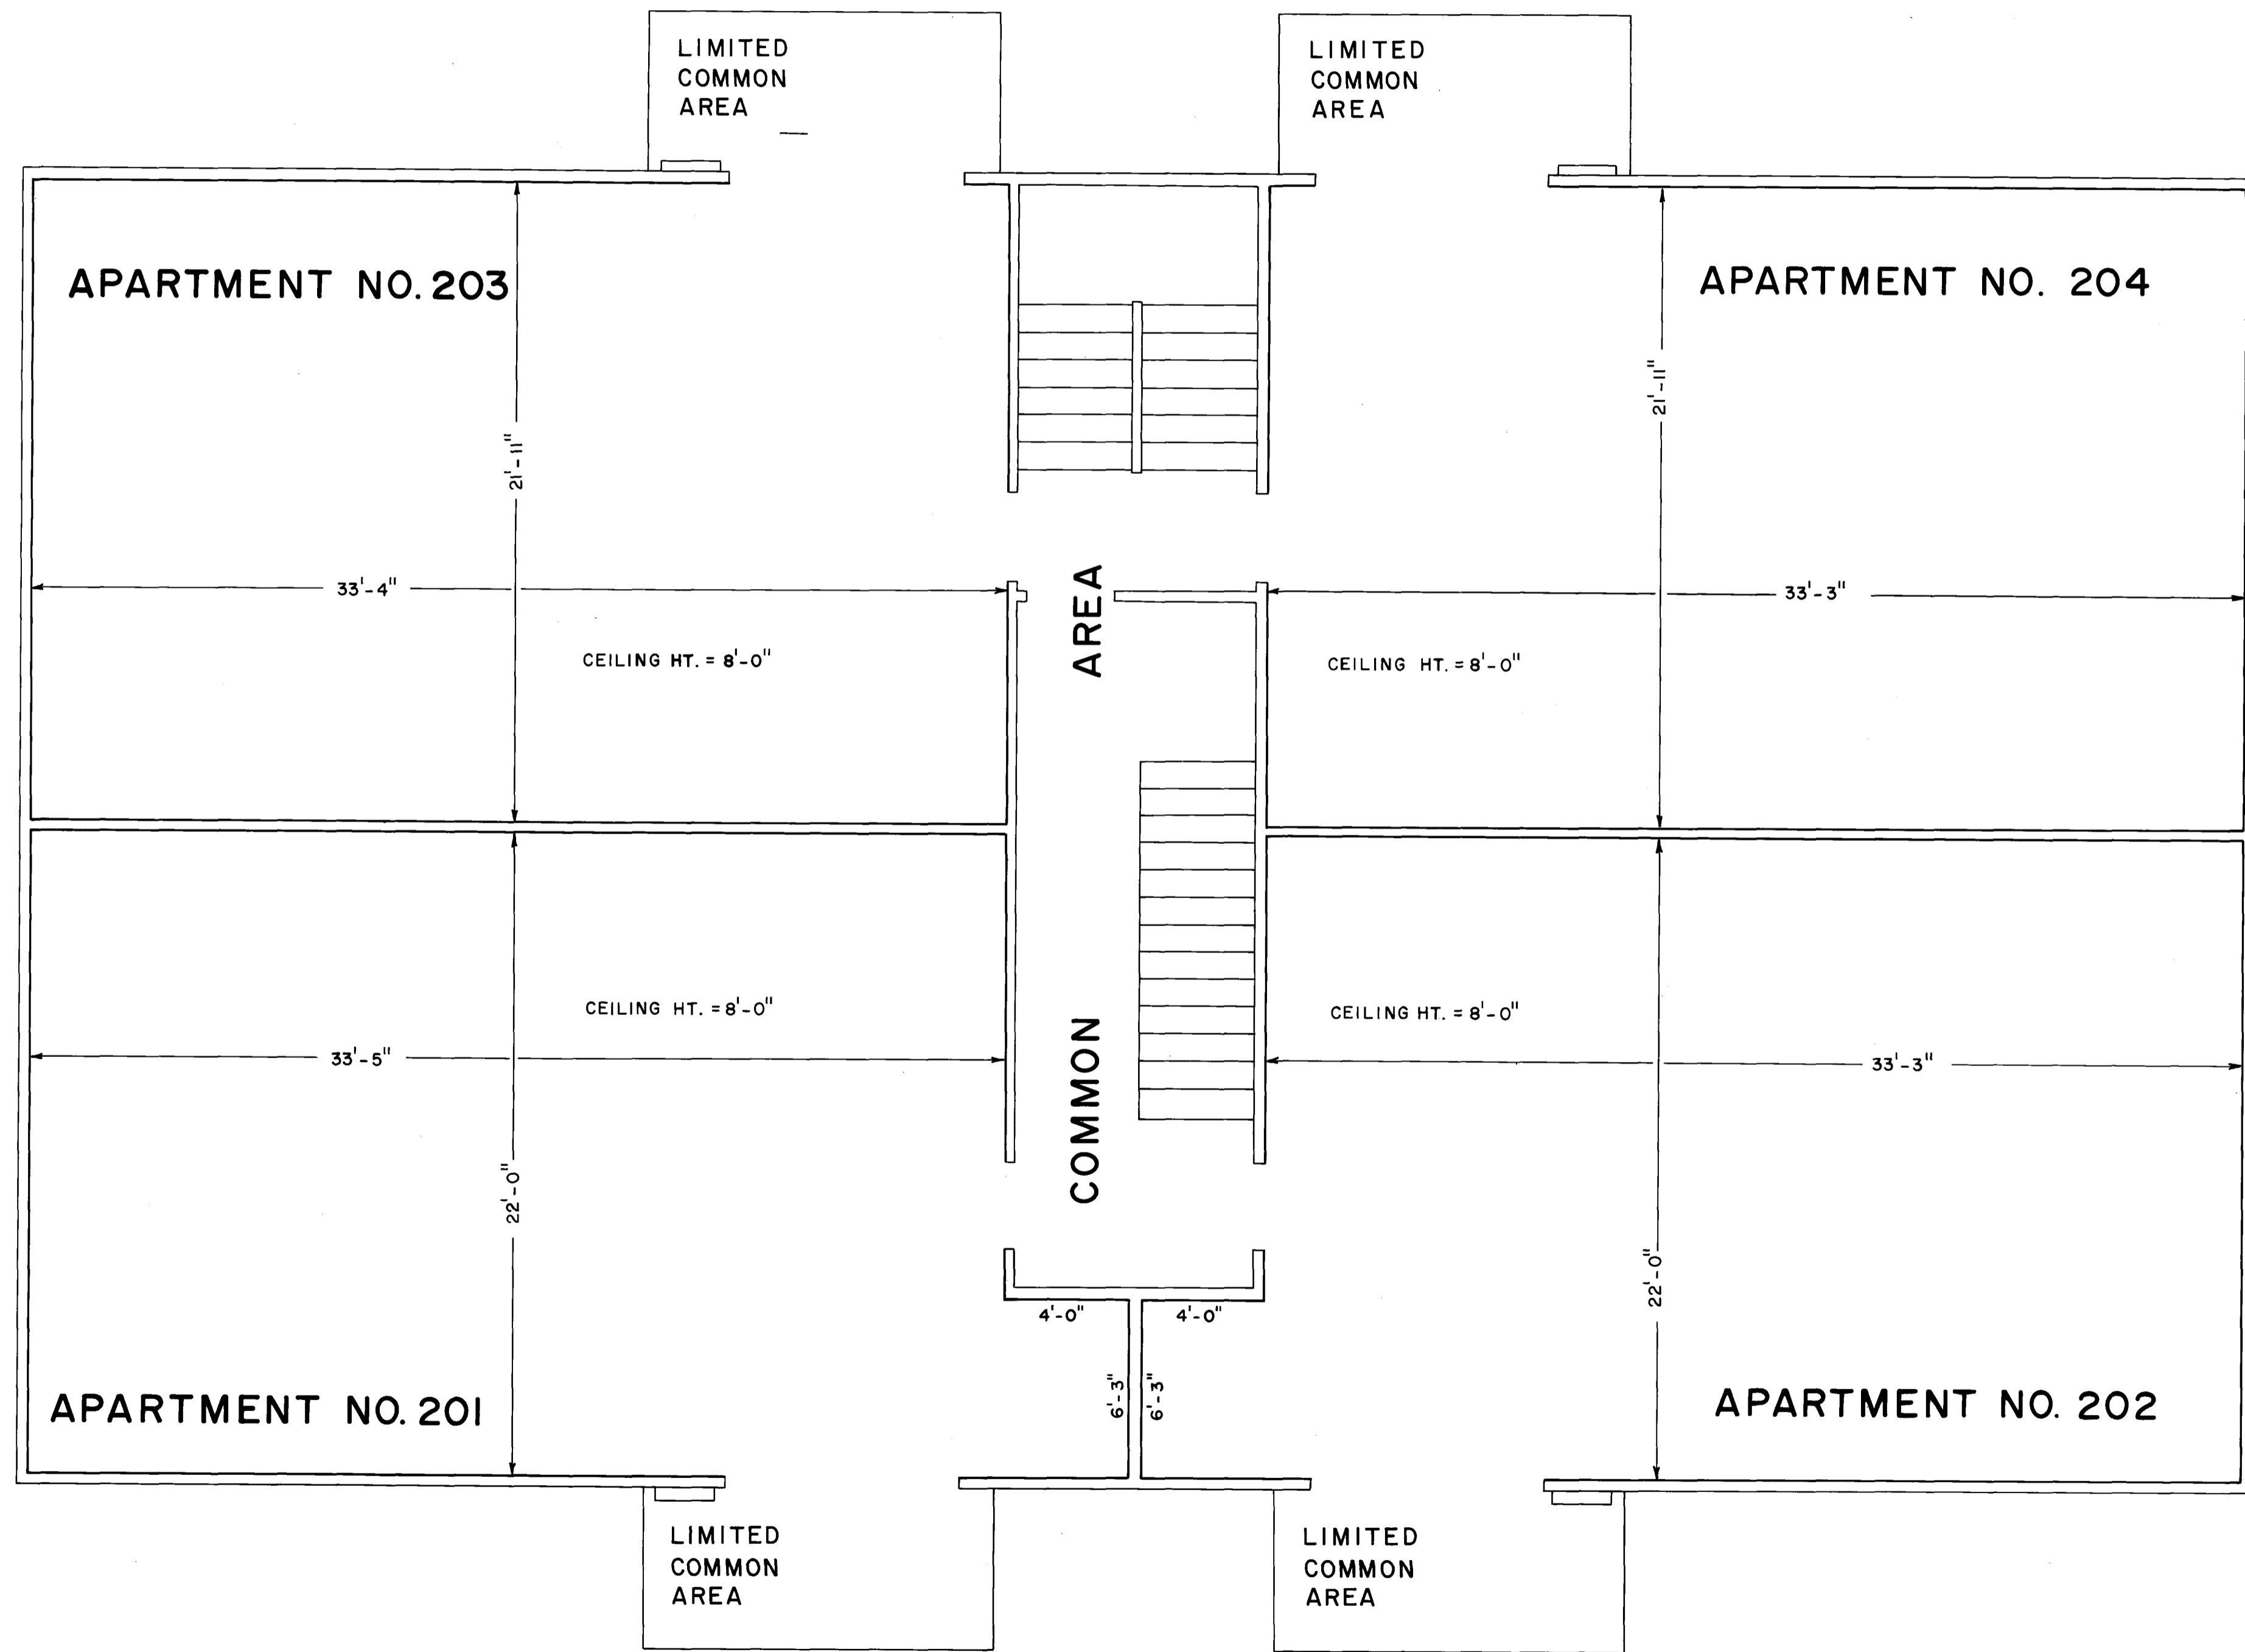 LIMITED
COMMON
AREA
LIMITED
COMMON
AREA
APARTMENT NO. 203
APARTMENT NO. 204
21'-11"
21'-11"
33'-4"
33'-3"
CEILING HT. = 8'-0"
CEILING HT. = 8'-0"
COMMON AREA
CEILING HT. = 8'-0"
CEILING HT. = 8'-0"
33'-5"
33'-3"
22'-0"
22'-0"
4'-0"
4'-0"
6'-3"
6'-3"
APARTMENT NO. 201
APARTMENT NO. 202
LIMITED
COMMON
AREA
LIMITED
COMMON
AREA